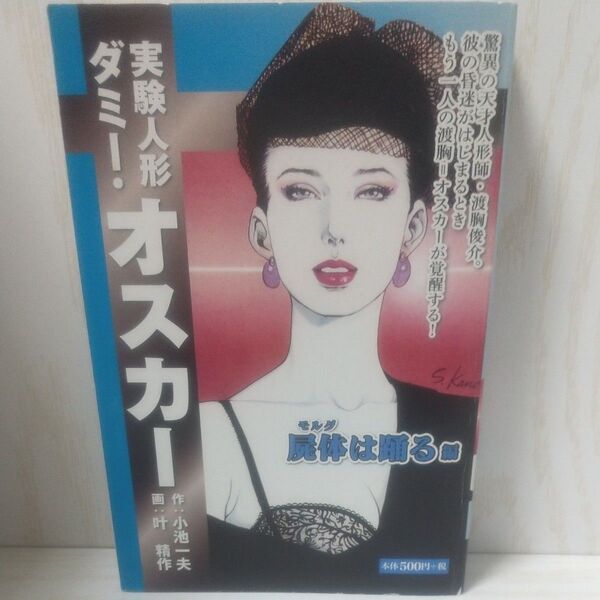 驚異の天才人形師・渡胸俊介。
彼の昏迷がはじまるとき
もう一人の渡胸=オスカーが覚醒する!
実験人形
ダミー・
オスカー
S.Kano
モルグ
屍体は踊る編
作:小池一夫
画:叶精作
本体500円+税